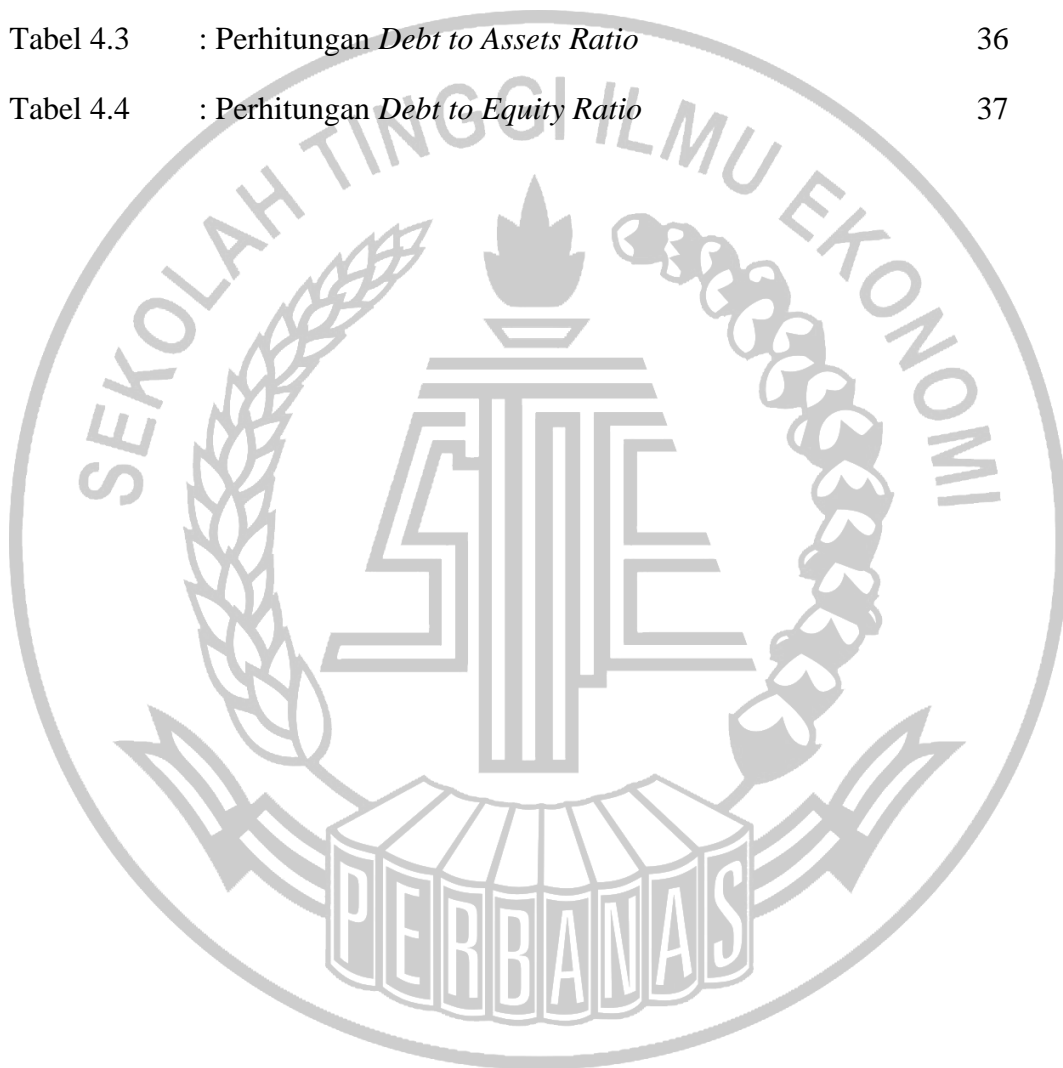 Tabel 4.3 : Perhitungan Debt to Assets Ratio 36
Tabel 4.4 : Perhitungan Debt to Equity Ratio 37
SEKOLAH TINGGI ILMU EKONOMI
STIE
PERBANAS